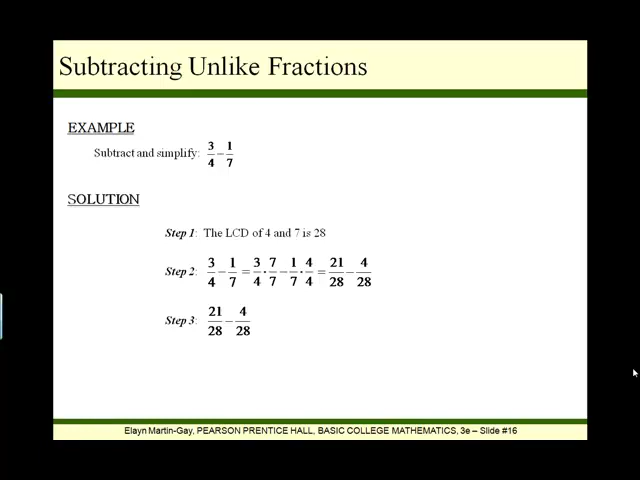 Subtracting Unlike Fractions
EXAMPLE
Subtract and simplify: 3/4 − 1/7
SOLUTION
Step 1: The LCD of 4 and 7 is 28
Step 2: 3/4 − 1/7 = 3/4 · 7/7 − 1/7 · 4/4 = 21/28 − 4/28
Step 3: 21/28 − 4/28
Elayn Martin-Gay, PEARSON PRENTICE HALL, BASIC COLLEGE MATHEMATICS, 3e – Slide #16